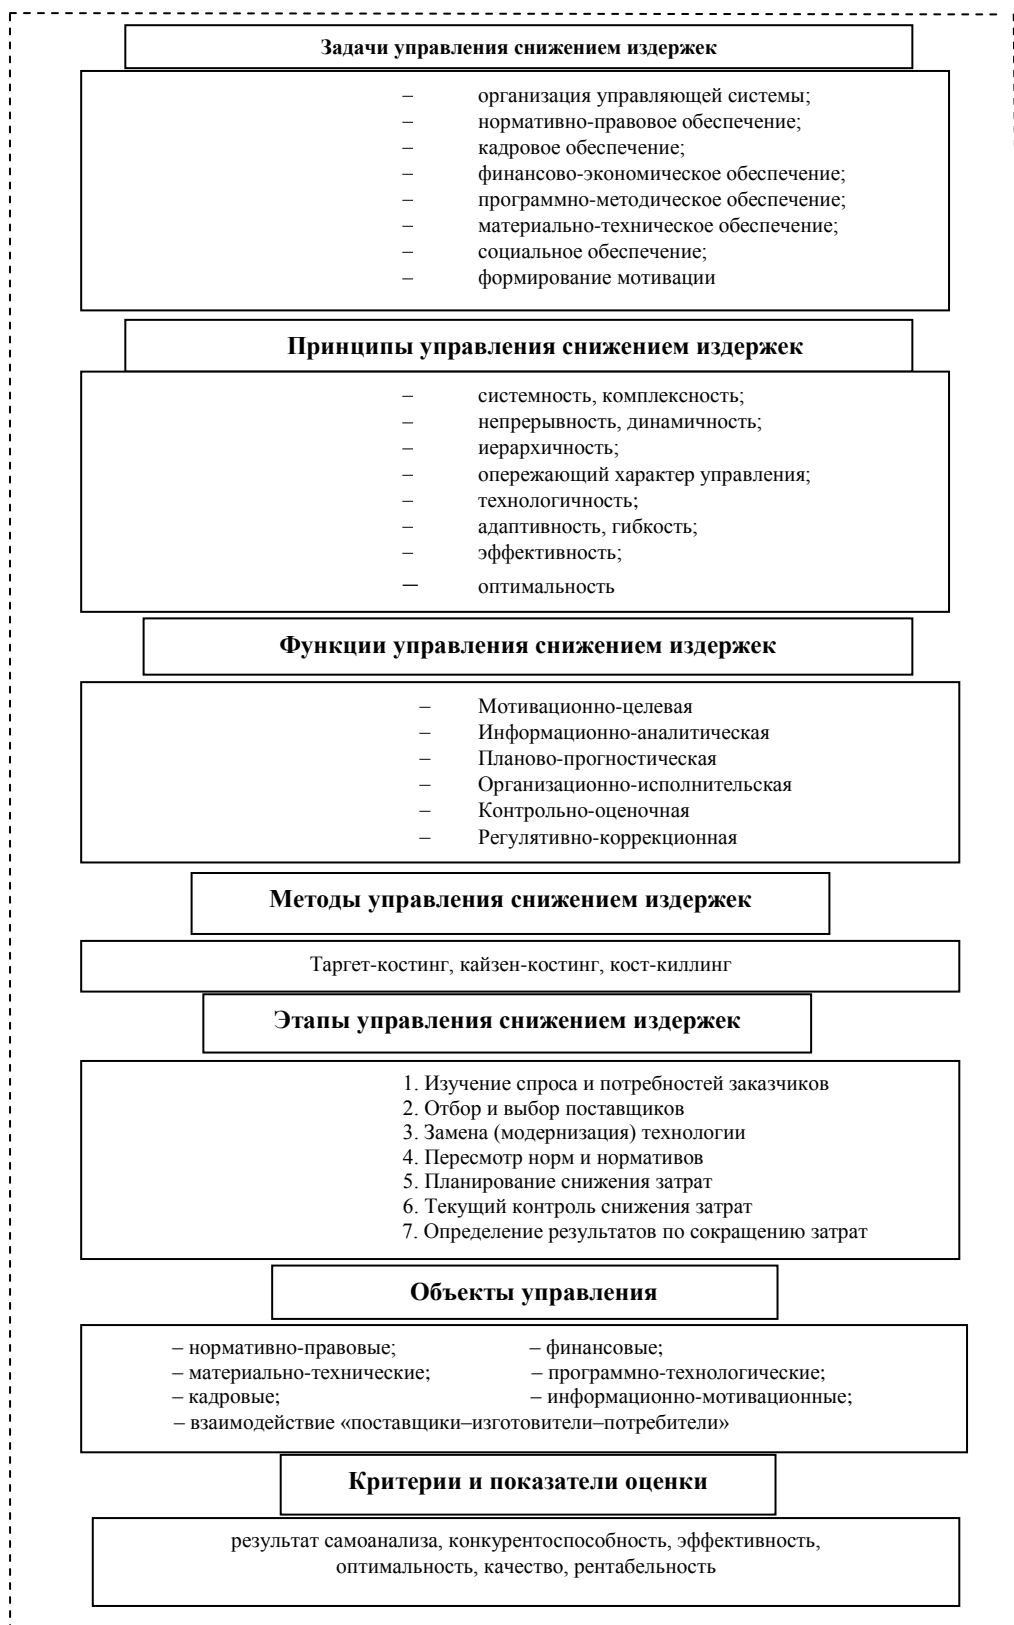 Задачи управления снижением издержек
– организация управляющей системы;
– нормативно-правовое обеспечение;
– кадровое обеспечение;
– финансово-экономическое обеспечение;
– программно-методическое обеспечение;
– материально-техническое обеспечение;
– социальное обеспечение;
– формирование мотивации
Принципы управления снижением издержек
– системность, комплексность;
– непрерывность, динамичность;
– иерархичность;
– опережающий характер управления;
– технологичность;
– адаптивность, гибкость;
– эффективность;
– оптимальность
Функции управления снижением издержек
– Мотивационно-целевая
– Информационно-аналитическая
– Планово-прогностическая
– Организационно-исполнительская
– Контрольно-оценочная
– Регулятивно-коррекционная
Методы управления снижением издержек
Таргет-костинг, кайзен-костинг, кост-киллинг
Этапы управления снижением издержек
1. Изучение спроса и потребностей заказчиков
2. Отбор и выбор поставщиков
3. Замена (модернизация) технологии
4. Пересмотр норм и нормативов
5. Планирование снижения затрат
6. Текущий контроль снижения затрат
7. Определение результатов по сокращению затрат
Объекты управления
– нормативно-правовые; – финансовые;
– материально-технические; – программно-технологические;
– кадровые; – информационно-мотивационные;
– взаимодействие «поставщики–изготовители–потребители»
Критерии и показатели оценки
результат самоанализа, конкурентоспособность, эффективность,
оптимальность, качество, рентабельность